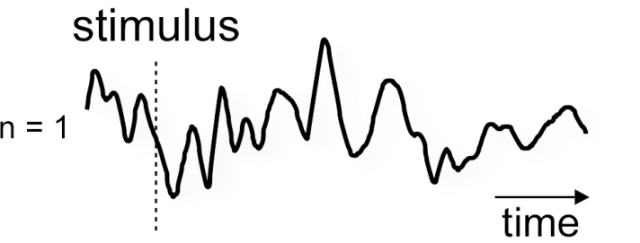 stimulus
n = 1
time